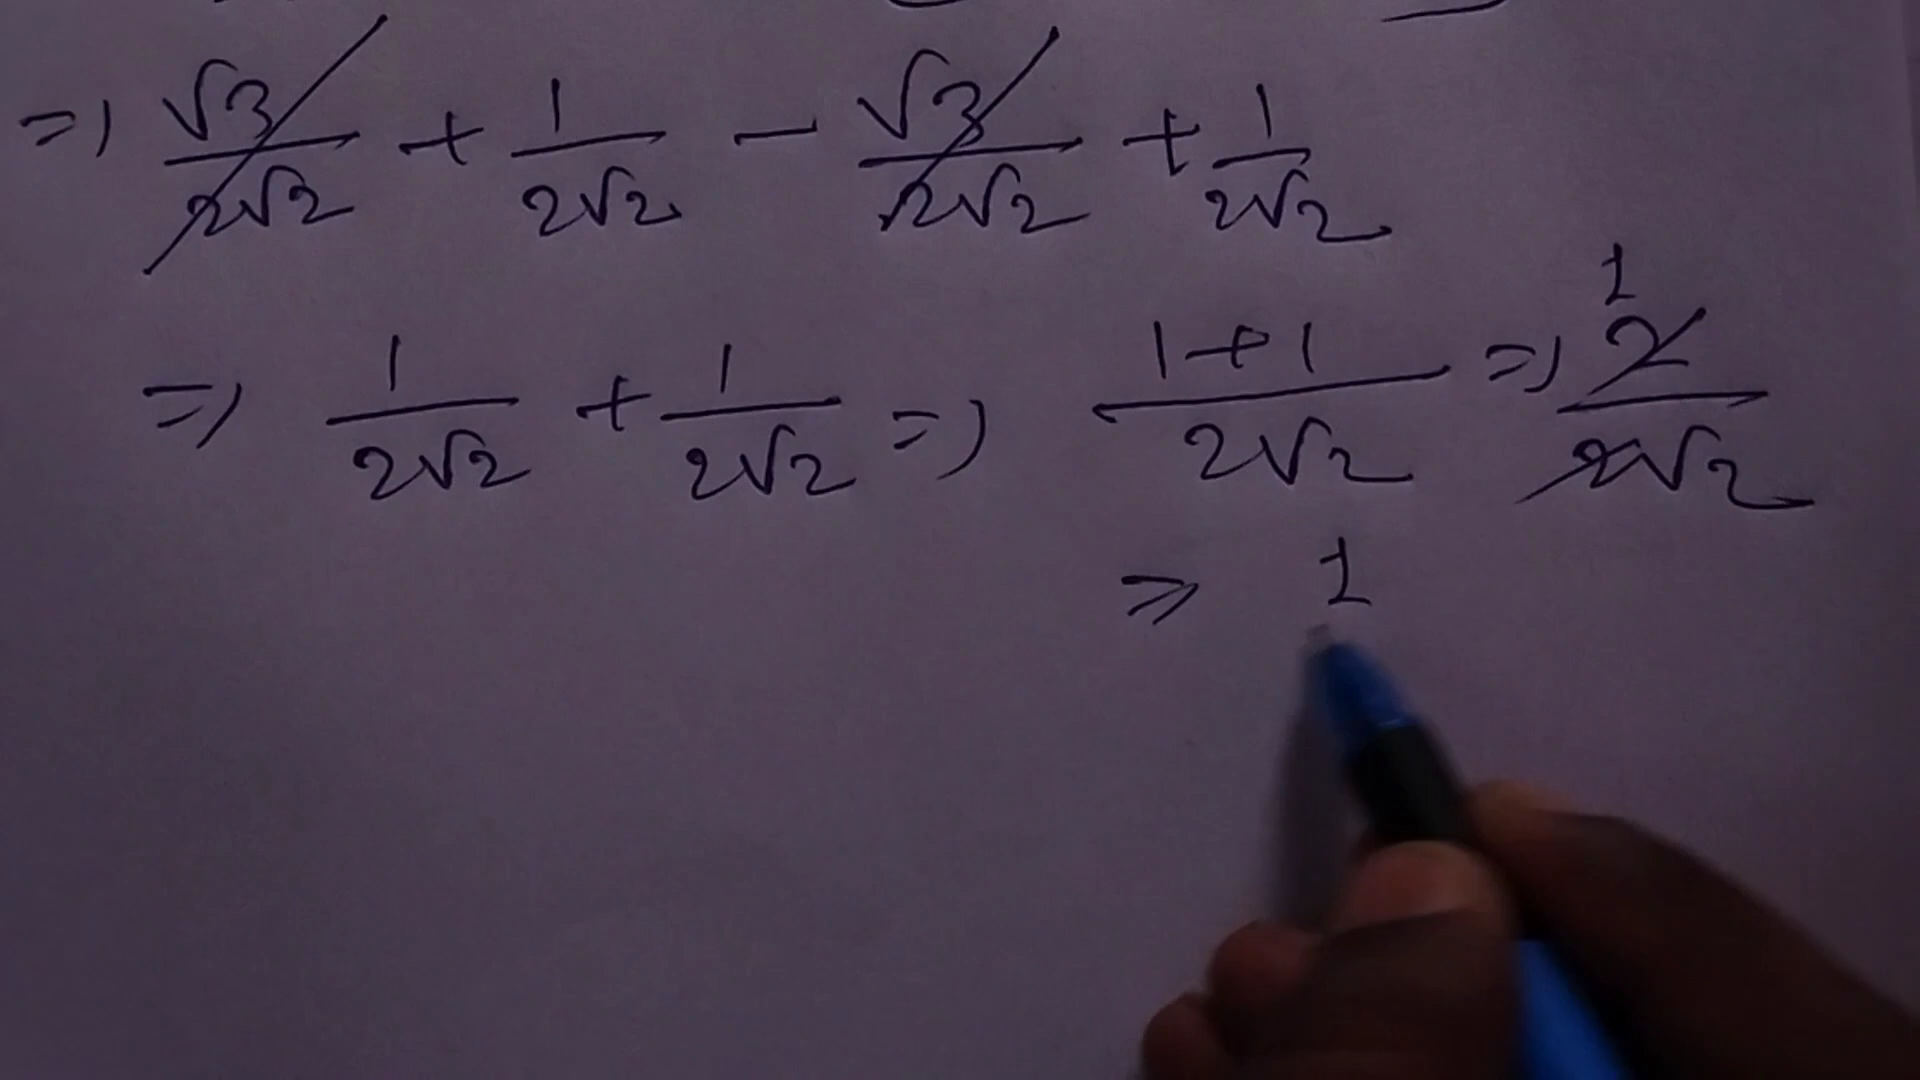 =) √3/2√2 + 1/2√2 - √3/2√2 + 1/2√2
=) 1/2√2 + 1/2√2 =) 1+1/2√2 =) 2/2√2 1
=> 1